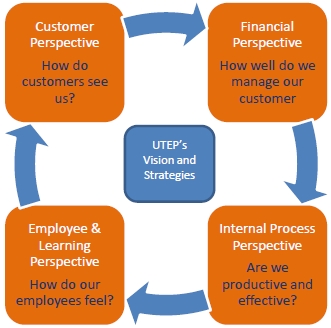 Customer
Perspective
How do
customers see
us?
Financial
Perspective
How well do we
manage our
customer
UTEP's
Vision and
Strategies
Employee &
Learning
Perspective
How do our
employees feel?
Internal Process
Perspective
Are we
productive and
effective?